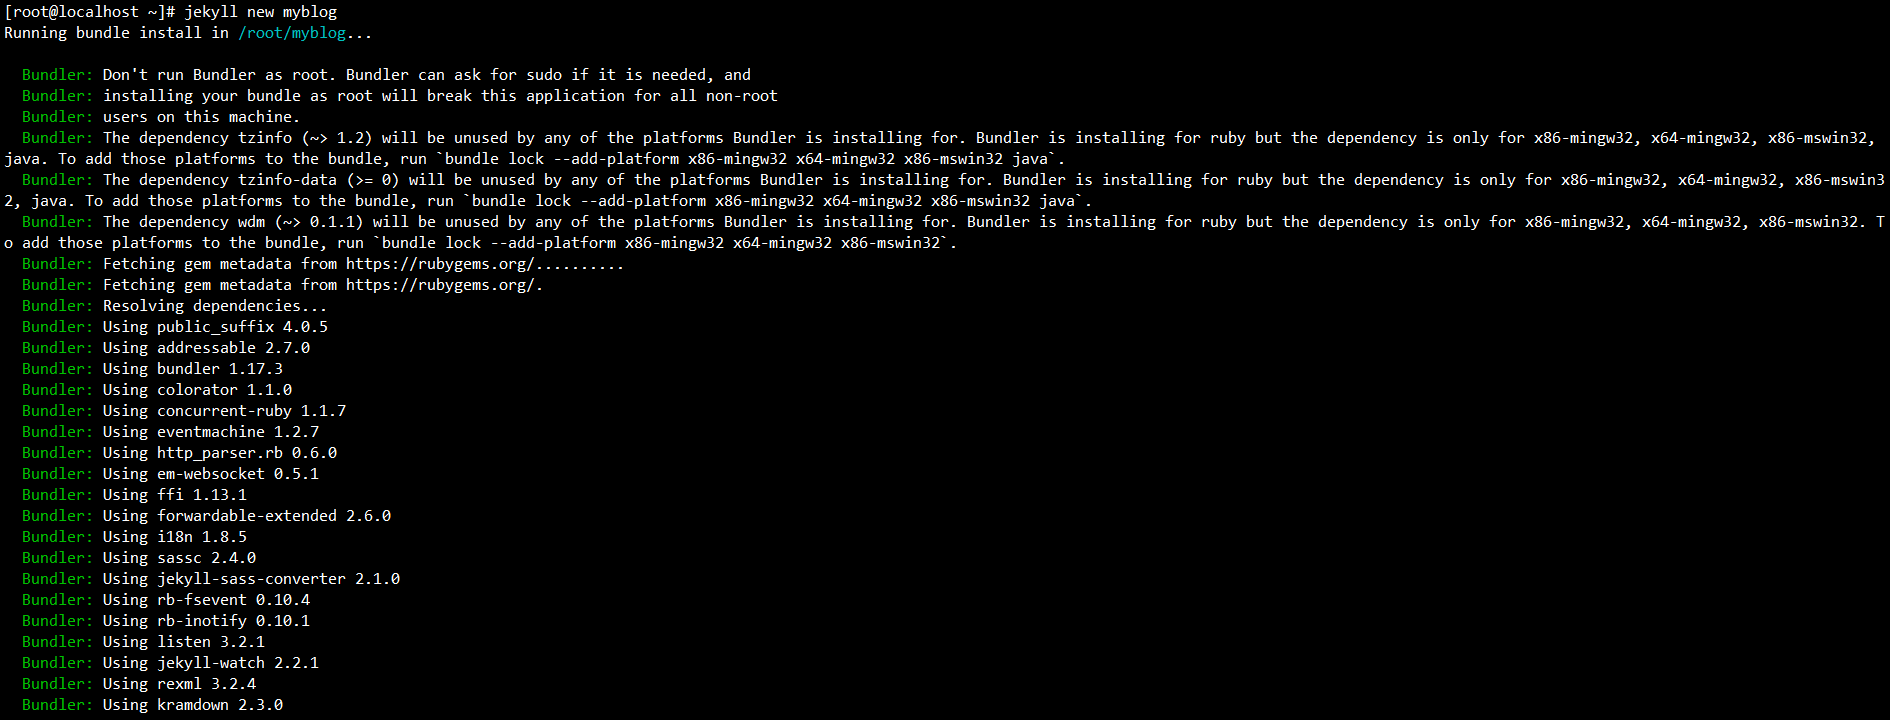 [root@localhost ~]# jekyll new myblog
Running bundle install in /root/myblog...
Bundler: Don't run Bundler as root. Bundler can ask for sudo if it is needed, and
Bundler: installing your bundle as root will break this application for all non-root
Bundler: users on this machine.
Bundler: The dependency tzinfo (~> 1.2) will be unused by any of the platforms Bundler is installing for. Bundler is installing for ruby but the dependency is only for x86-mingw32, x64-mingw32, x86-mswin32,
java. To add those platforms to the bundle, run `bundle lock --add-platform x86-mingw32 x64-mingw32 x86-mswin32 java`.
Bundler: The dependency tzinfo-data (>= 0) will be unused by any of the platforms Bundler is installing for. Bundler is installing for ruby but the dependency is only for x86-mingw32, x64-mingw32, x86-mswin3
2, java. To add those platforms to the bundle, run `bundle lock --add-platform x86-mingw32 x64-mingw32 x86-mswin32 java`.
Bundler: The dependency wdm (~> 0.1.1) will be unused by any of the platforms Bundler is installing for. Bundler is installing for ruby but the dependency is only for x86-mingw32, x64-mingw32, x86-mswin32. T
o add those platforms to the bundle, run `bundle lock --add-platform x86-mingw32 x64-mingw32 x86-mswin32`.
Bundler: Fetching gem metadata from https://rubygems.org/..........
Bundler: Fetching gem metadata from https://rubygems.org/.
Bundler: Resolving dependencies...
Bundler: Using public_suffix 4.0.5
Bundler: Using addressable 2.7.0
Bundler: Using bundler 1.17.3
Bundler: Using colorator 1.1.0
Bundler: Using concurrent-ruby 1.1.7
Bundler: Using eventmachine 1.2.7
Bundler: Using http_parser.rb 0.6.0
Bundler: Using em-websocket 0.5.1
Bundler: Using ffi 1.13.1
Bundler: Using forwardable-extended 2.6.0
Bundler: Using i18n 1.8.5
Bundler: Using sassc 2.4.0
Bundler: Using jekyll-sass-converter 2.1.0
Bundler: Using rb-fsevent 0.10.4
Bundler: Using rb-inotify 0.10.1
Bundler: Using listen 3.2.1
Bundler: Using jekyll-watch 2.2.1
Bundler: Using rexml 3.2.4
Bundler: Using kramdown 2.3.0